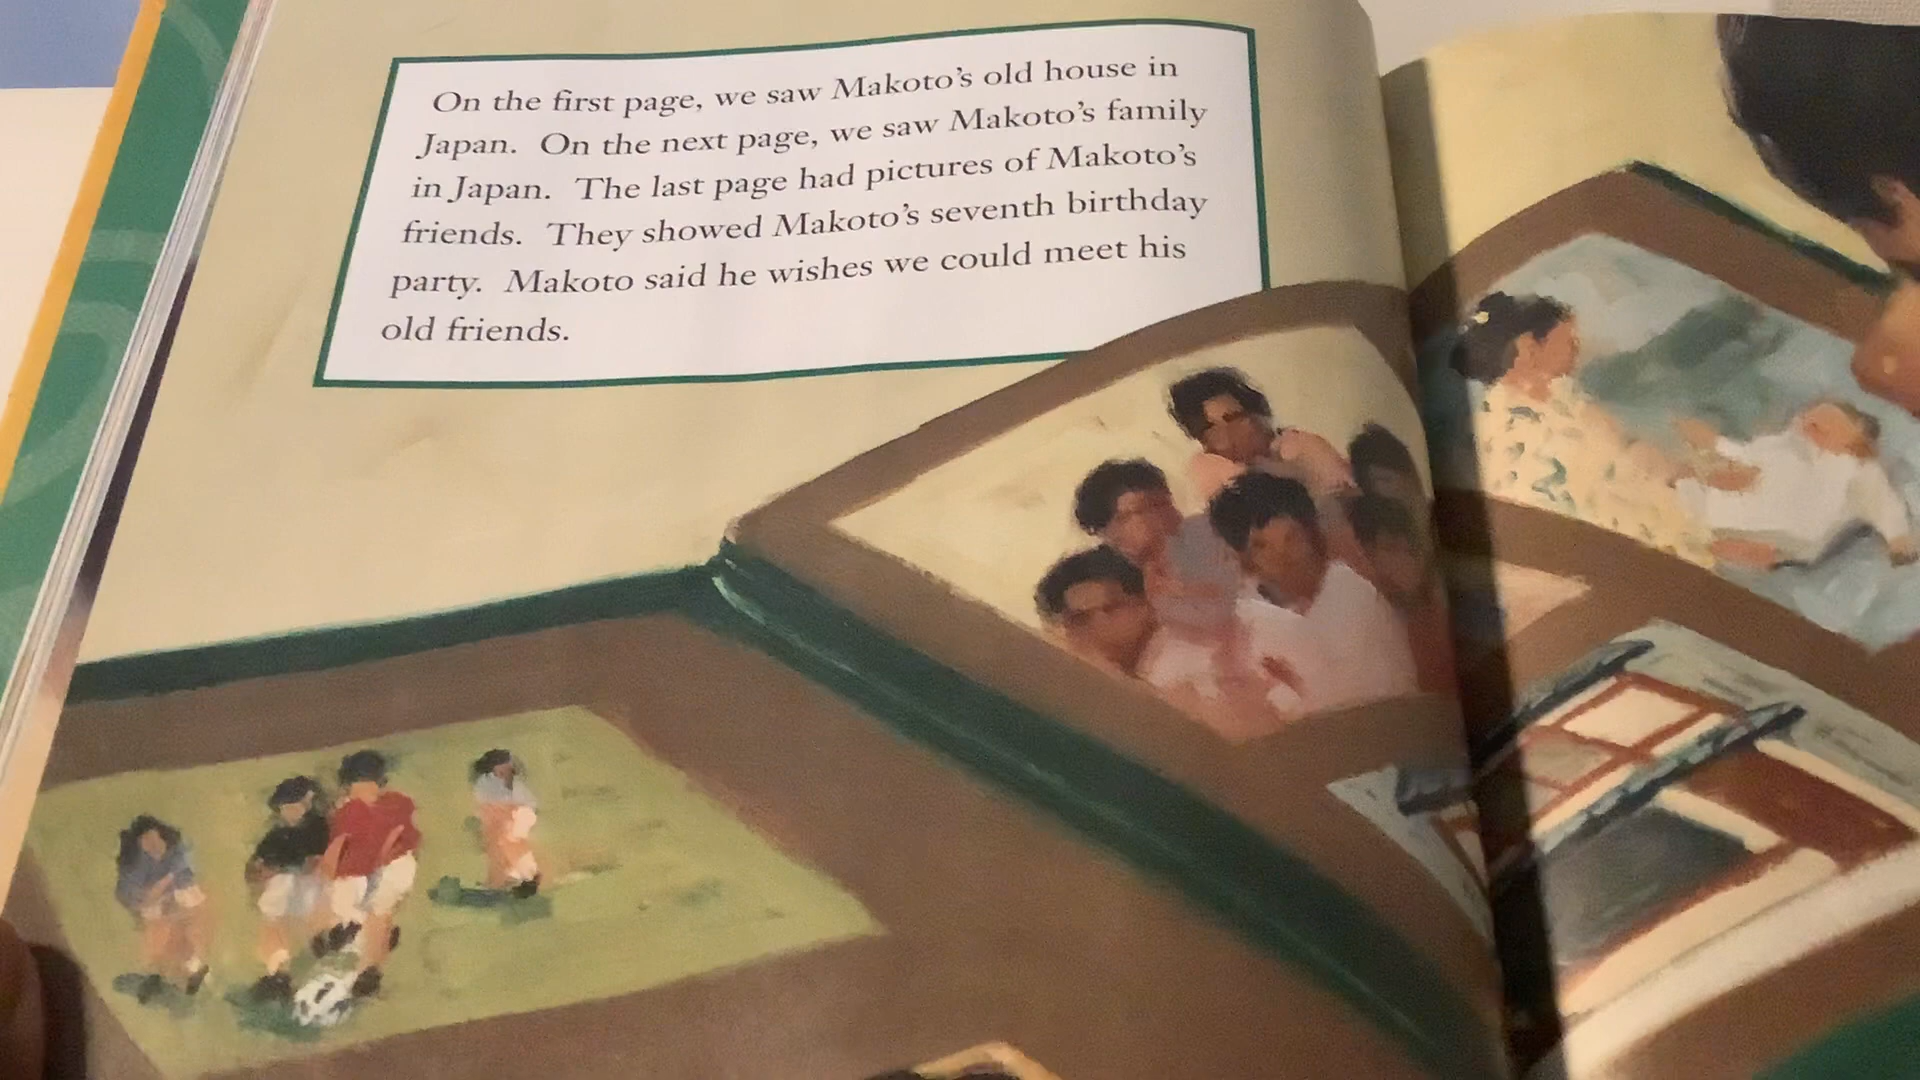 On the first page, we saw Makoto's old house in
Japan. On the next page, we saw Makoto's family
in Japan. The last page had pictures of Makoto's
friends. They showed Makoto's seventh birthday
party. Makoto said he wishes we could meet his
old friends.